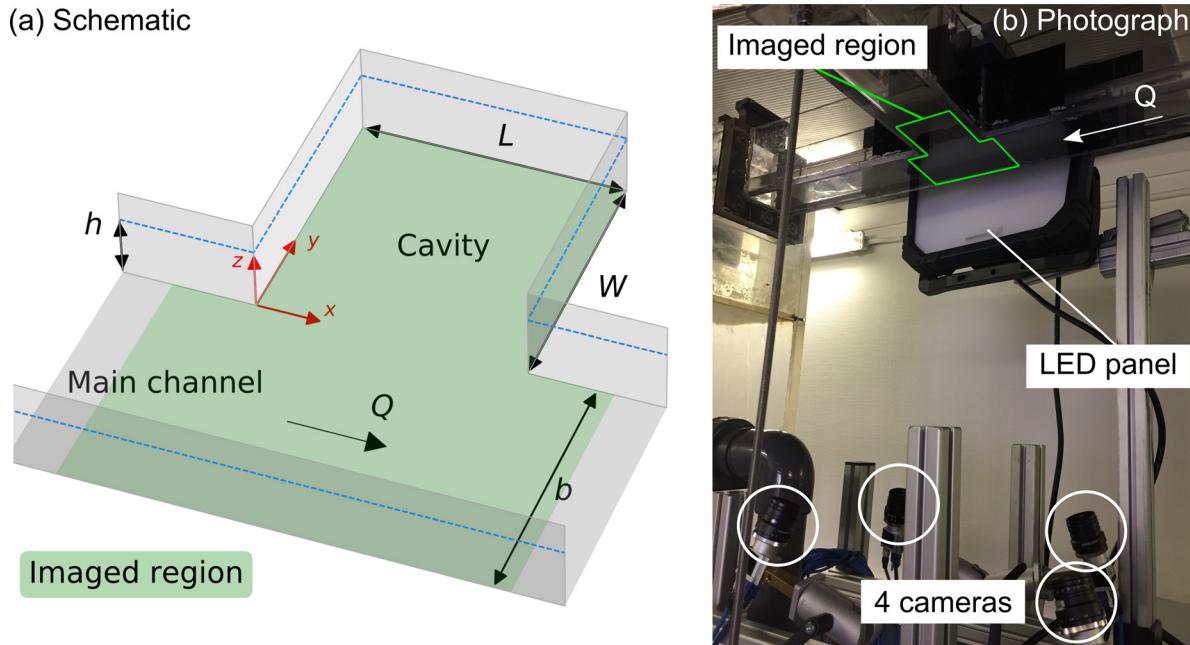 (a) Schematic
L
h
Cavity
y
z
W
x
Main channel
Q
b
Imaged region
(b) Photograph
Imaged region
Q
LED panel
4 cameras